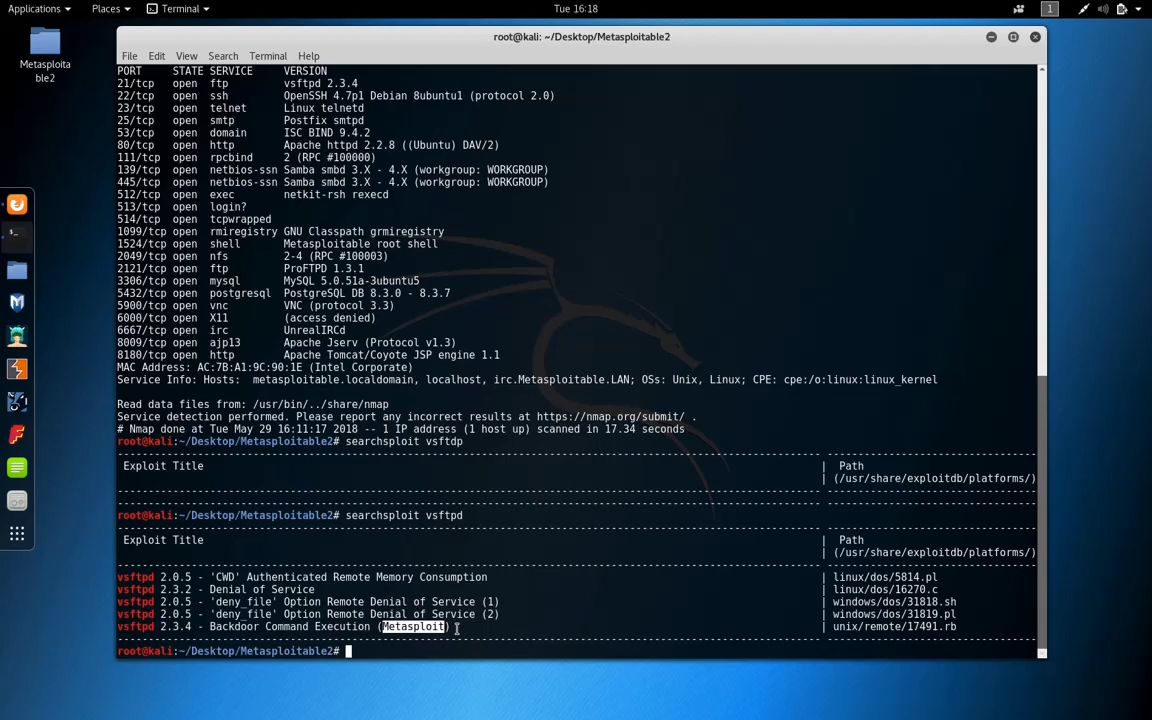 Applications Places Terminal Tue 16:18 1
root@kali: ~/Desktop/Metasploitable2
File Edit View Search Terminal Help
Metasploita
ble2
PORT STATE SERVICE VERSION
21/tcp open ftp vsftpd 2.3.4
22/tcp open ssh OpenSSH 4.7p1 Debian 8ubuntu1 (protocol 2.0)
23/tcp open telnet Linux telnetd
25/tcp open smtp Postfix smtpd
53/tcp open domain ISC BIND 9.4.2
80/tcp open http Apache httpd 2.2.8 ((Ubuntu) DAV/2)
111/tcp open rpcbind 2 (RPC #100000)
139/tcp open netbios-ssn Samba smbd 3.X - 4.X (workgroup: WORKGROUP)
445/tcp open netbios-ssn Samba smbd 3.X - 4.X (workgroup: WORKGROUP)
512/tcp open exec netkit-rsh rexecd
513/tcp open login?
514/tcp open tcpwrapped
1099/tcp open rmiregistry GNU Classpath grmiregistry
1524/tcp open shell Metasploitable root shell
2049/tcp open nfs 2-4 (RPC #100003)
2121/tcp open ftp ProFTPD 1.3.1
3306/tcp open mysql MySQL 5.0.51a-3ubuntu5
5432/tcp open postgresql PostgreSQL DB 8.3.0 - 8.3.7
5900/tcp open vnc VNC (protocol 3.3)
6000/tcp open X11 (access denied)
6667/tcp open irc UnrealIRCd
8009/tcp open ajp13 Apache Jserv (Protocol v1.3)
8180/tcp open http Apache Tomcat/Coyote JSP engine 1.1
MAC Address: AC:7B:A1:9C:90:1E (Intel Corporate)
Service Info: Hosts:  metasploitable.localdomain, localhost, irc.Metasploitable.LAN; OSs: Unix, Linux; CPE: cpe:/o:linux:linux_kernel
Read data files from: /usr/bin/../share/nmap
Service detection performed. Please report any incorrect results at https://nmap.org/submit/ .
# Nmap done at Tue May 29 16:11:17 2018 -- 1 IP address (1 host up) scanned in 17.34 seconds
root@kali:~/Desktop/Metasploitable2# searchsploit vsftdp
Exploit Title | Path
| (/usr/share/exploitdb/platforms/)
root@kali:~/Desktop/Metasploitable2# searchsploit vsftpd
Exploit Title | Path
| (/usr/share/exploitdb/platforms/)
vsftpd 2.0.5 - 'CWD' Authenticated Remote Memory Consumption | linux/dos/5814.pl
vsftpd 2.3.2 - Denial of Service | linux/dos/16270.c
vsftpd 2.0.5 - 'deny_file' Option Remote Denial of Service (1) | windows/dos/31818.sh
vsftpd 2.0.5 - 'deny_file' Option Remote Denial of Service (2) | windows/dos/31819.pl
vsftpd 2.3.4 - Backdoor Command Execution (Metasploit) | unix/remote/17491.rb
root@kali:~/Desktop/Metasploitable2#